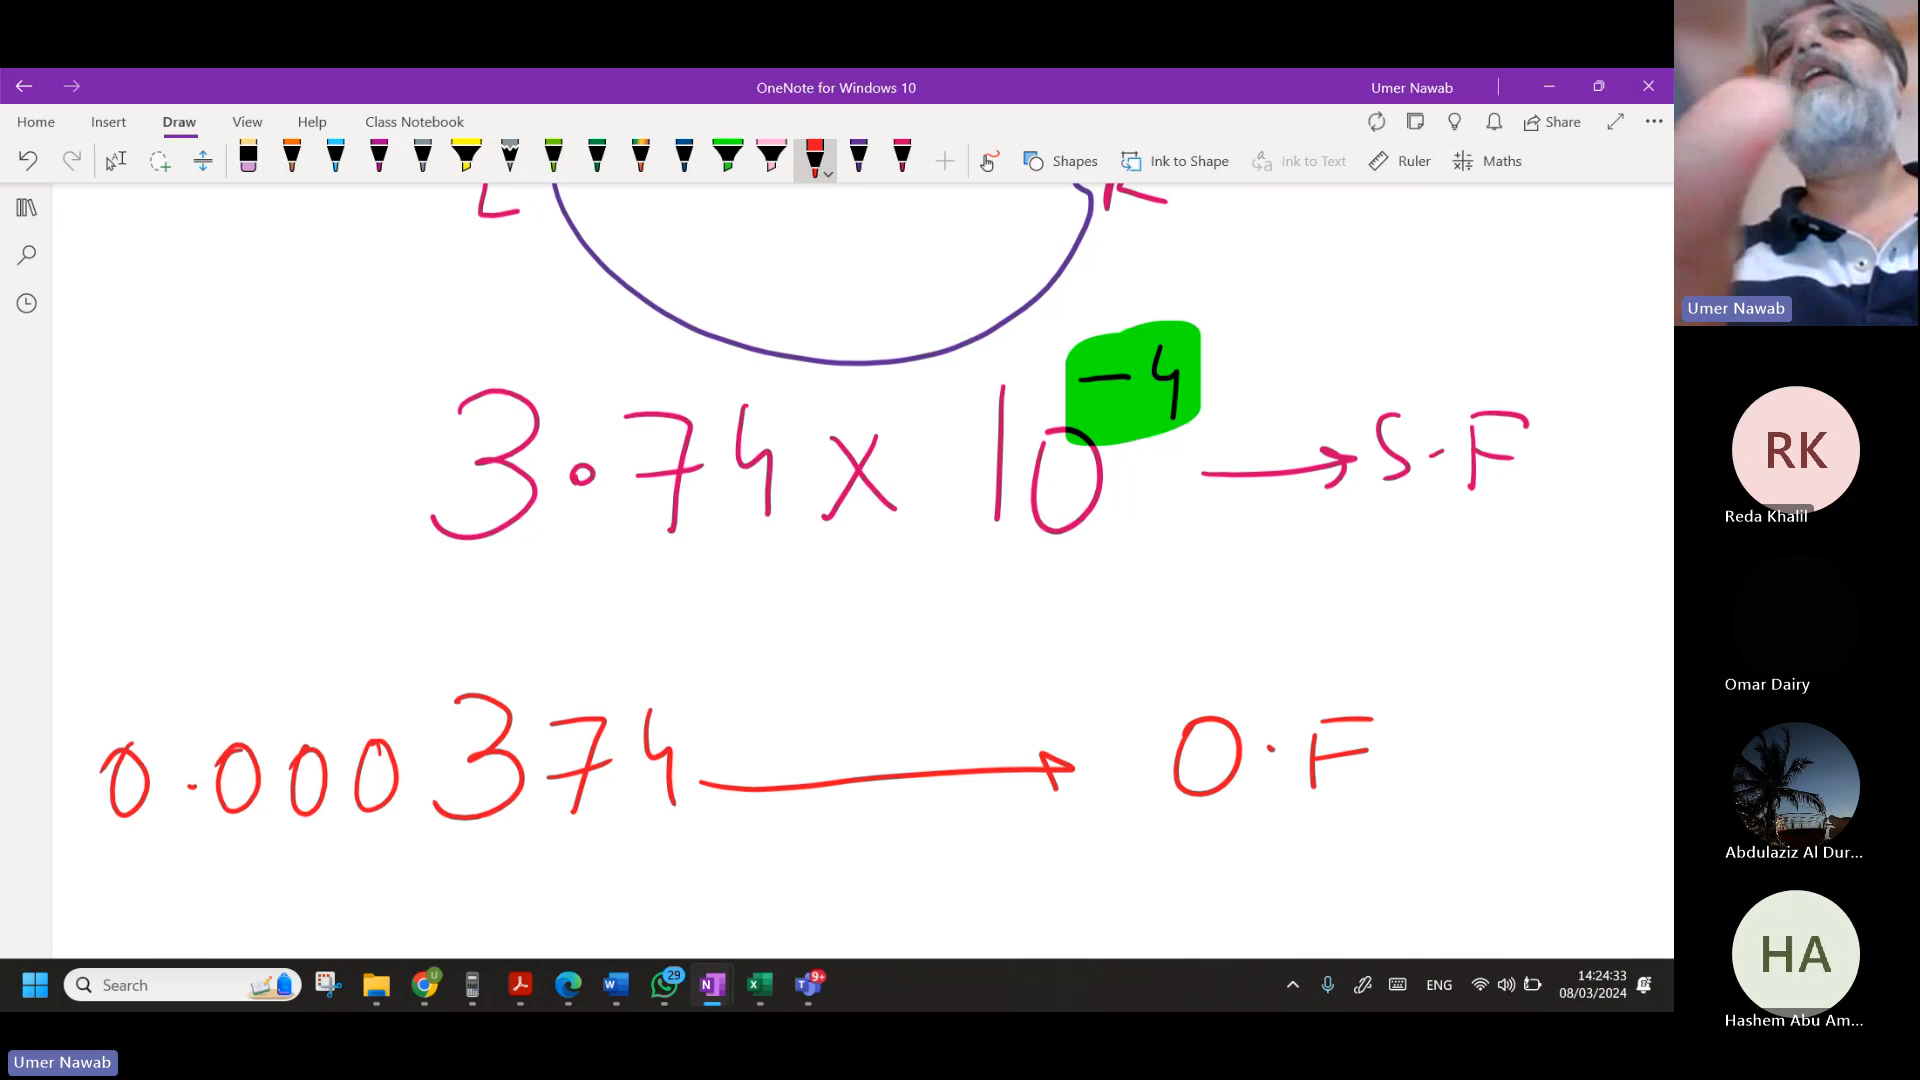 OneNote for Windows 10
Umer Nawab
Home Insert Draw View Help Class Notebook
Share
Shapes Ink to Shape Ink to Text Ruler Maths
L K
3.74 x 10⁻⁴ → S.F
0.000374 → O.F
Umer Nawab
RK
Reda Khalil
Omar Dairy
Abdulaziz Al Dur...
HA
Hashem Abu Am...
Search
29
9+
ENG
14:24:33
08/03/2024
Umer Nawab